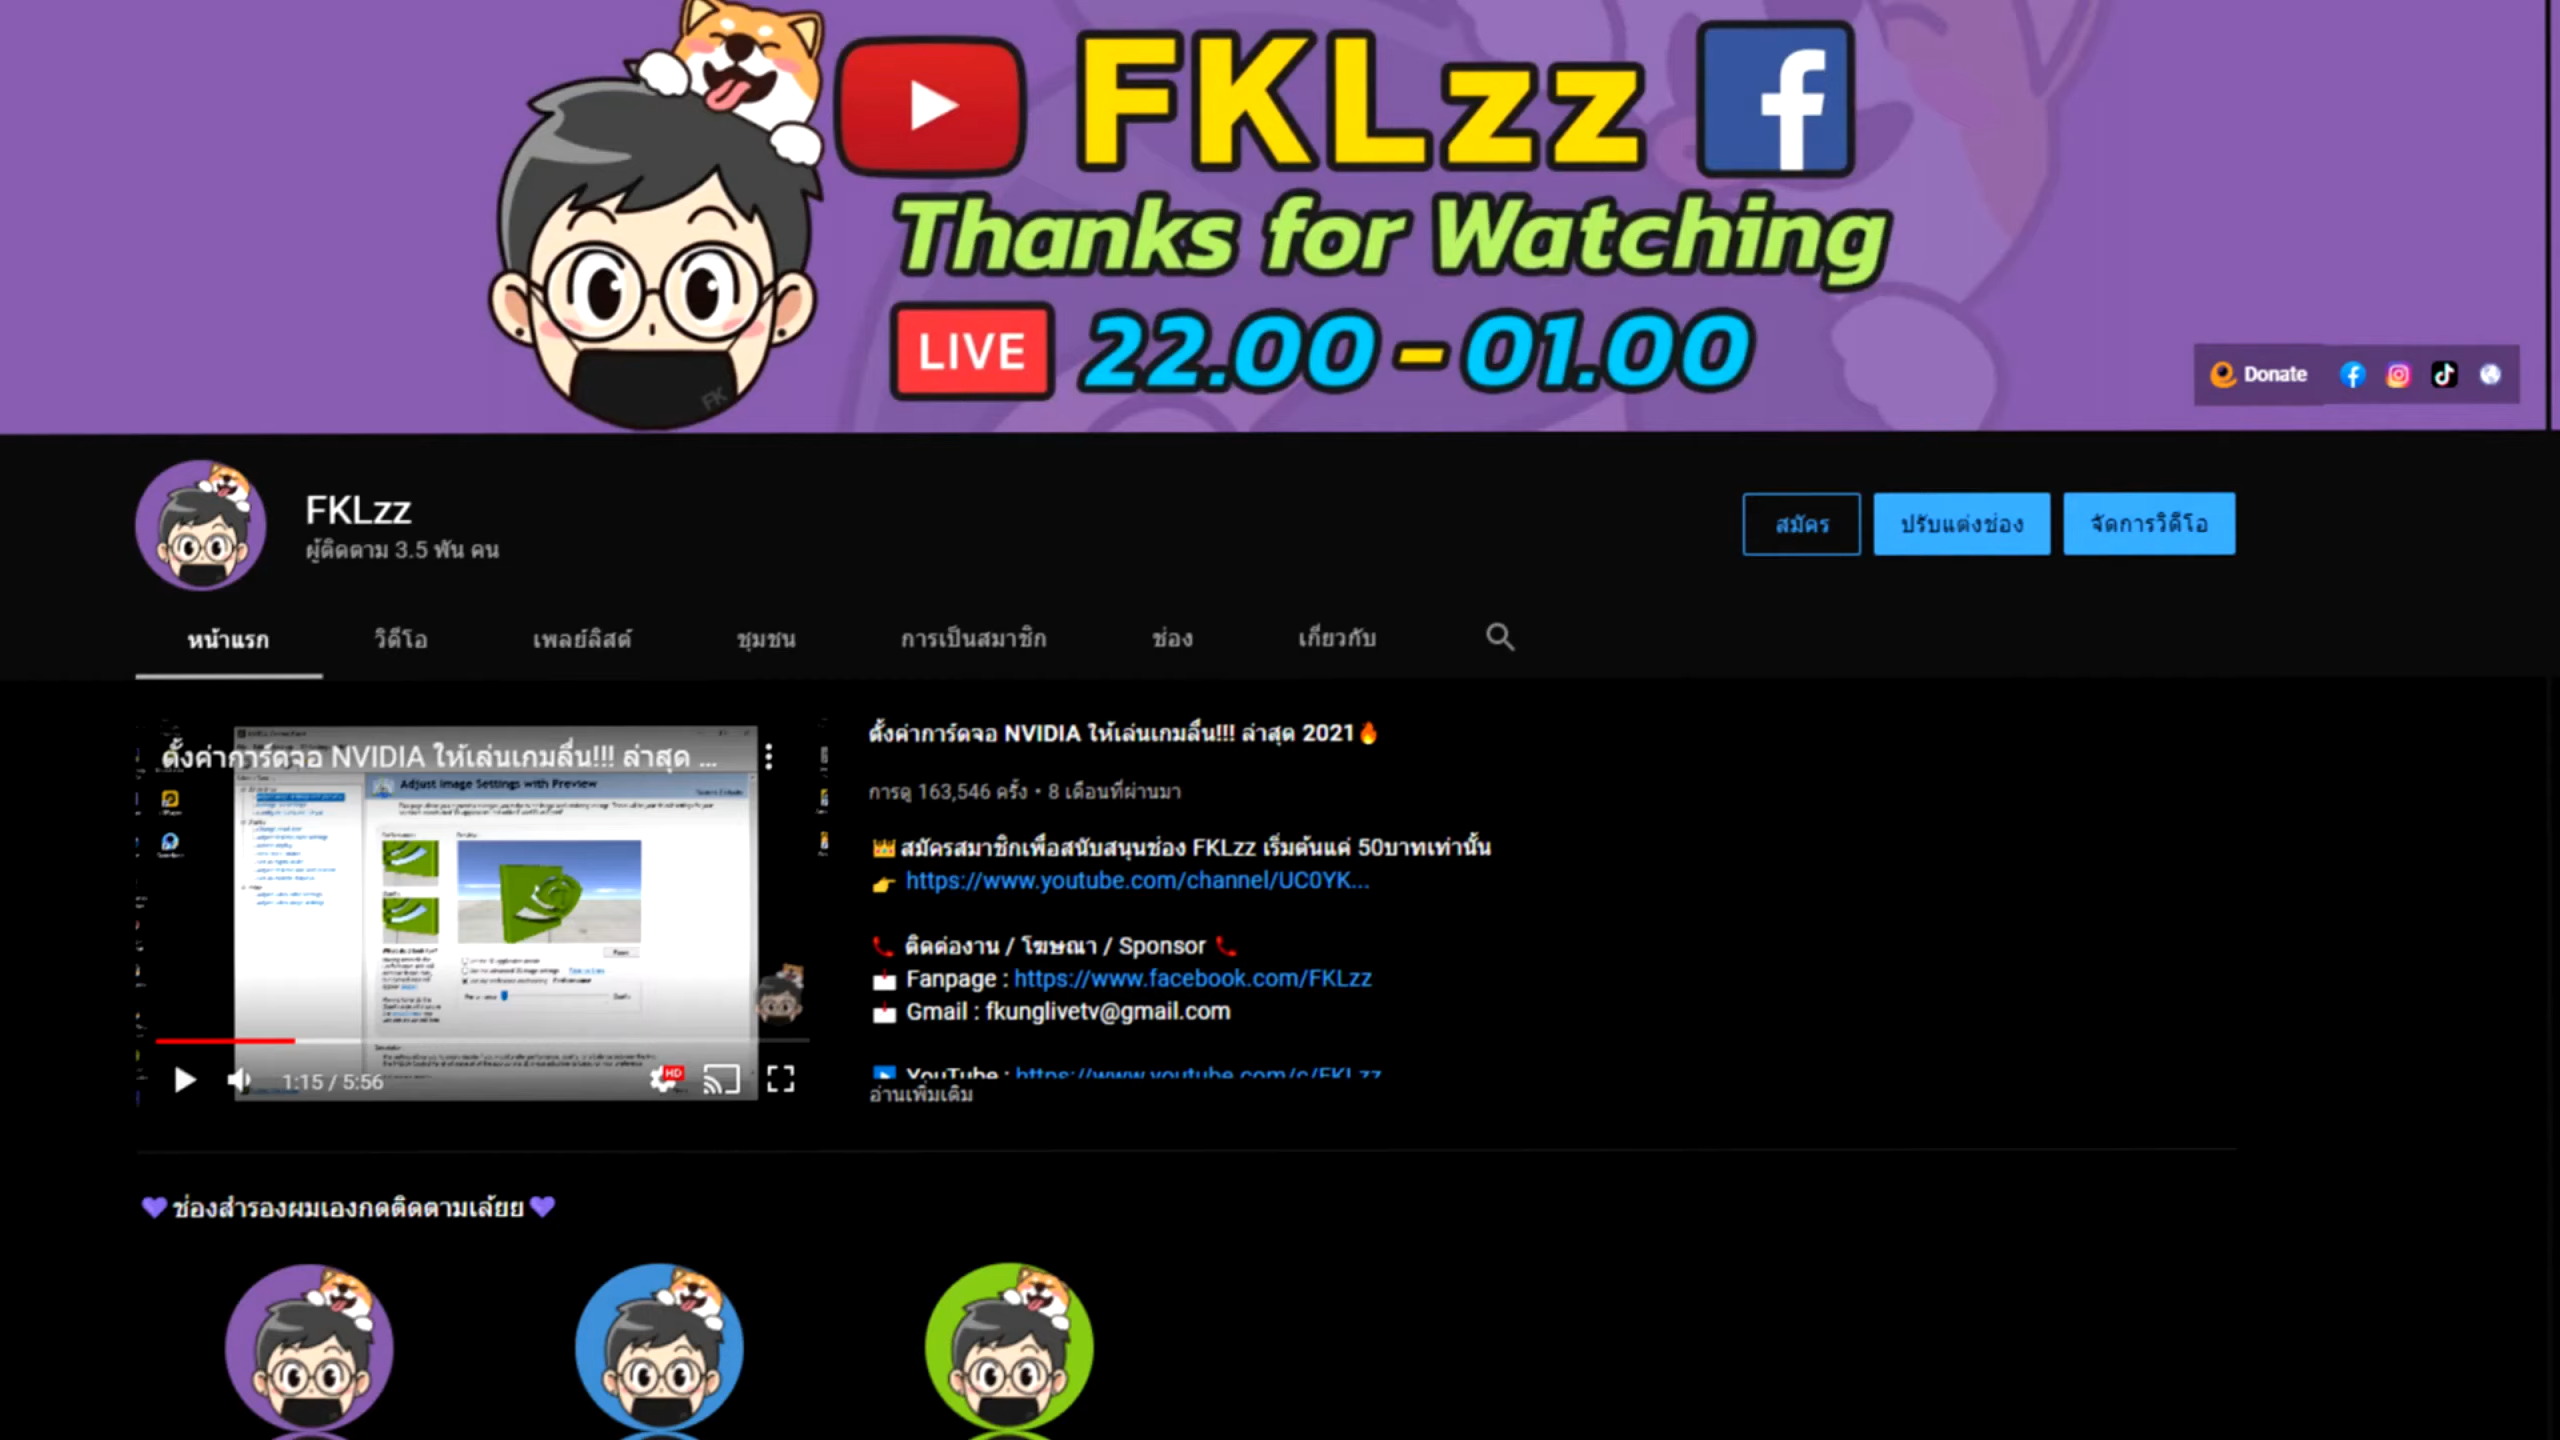 FKLzz
Thanks for Watching
LIVE 22.00 - 01.00
Donate
FKLzz
ผู้ติดตาม 3.5 พัน คน
สมัคร
ปรับแต่งช่อง
จัดการวิดีโอ
หน้าแรก
วิดีโอ
เพลย์ลิสต์
ชุมชน
การเป็นสมาชิก
ช่อง
เกี่ยวกับ
ตั้งค่าการ์ดจอ NVIDIA ให้เล่นเกมลื่น!!! ล่าสุด ...
Adjust Image Settings with Preview
1:15 / 5:56
HD
ตั้งค่าการ์ดจอ NVIDIA ให้เล่นเกมลื่น!!! ล่าสุด 2021🔥
การดู 163,546 ครั้ง • 8 เดือนที่ผ่านมา
👑 สมัครสมาชิกเพื่อสนับสนุนช่อง FKLzz เริ่มต้นแค่ 50บาทเท่านั้น
👉 https://www.youtube.com/channel/UC0YK...
📞 ติดต่องาน / โฆษณา / Sponsor 📞
📩 Fanpage : https://www.facebook.com/FKLzz
📩 Gmail : fkunglivetv@gmail.com
▶ YouTube : https://www.youtube.com/c/FKLzz
อ่านเพิ่มเติม
💜ช่องสำรองผมเองกดติดตามเล้ยย💜